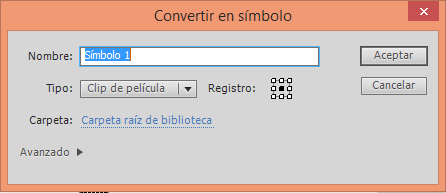 Convertir en símbolo
Nombre: Símbolo 1 Aceptar
Tipo: Clip de película Registro: Cancelar
Carpeta: Carpeta raíz de biblioteca
Avanzado